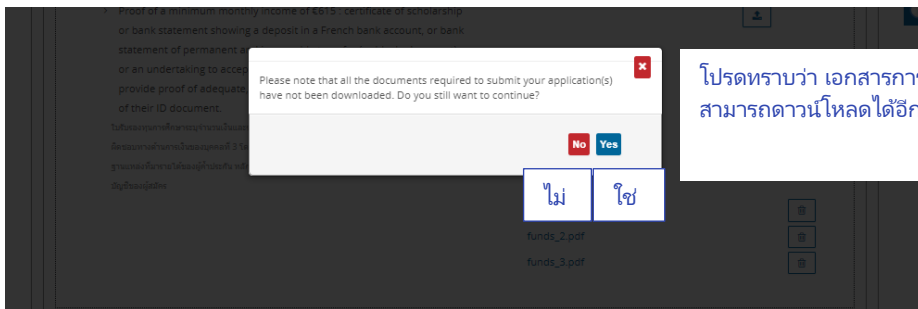 Proof of a minimum monthly income of €615 : certificate of scholarship
or bank statement showing a deposit in a French bank account, or bank
statement of permanent
or an undertaking to accep
provide proof of adequate,
of their ID document.
Please note that all the documents required to submit your application(s)
have not been downloaded. Do you still want to continue?
No Yes
ไม่ ใช่
โปรดทราบว่า เอกสารการ
สามารถดาวน์โหลดได้อีก
funds_2.pdf
funds_3.pdf